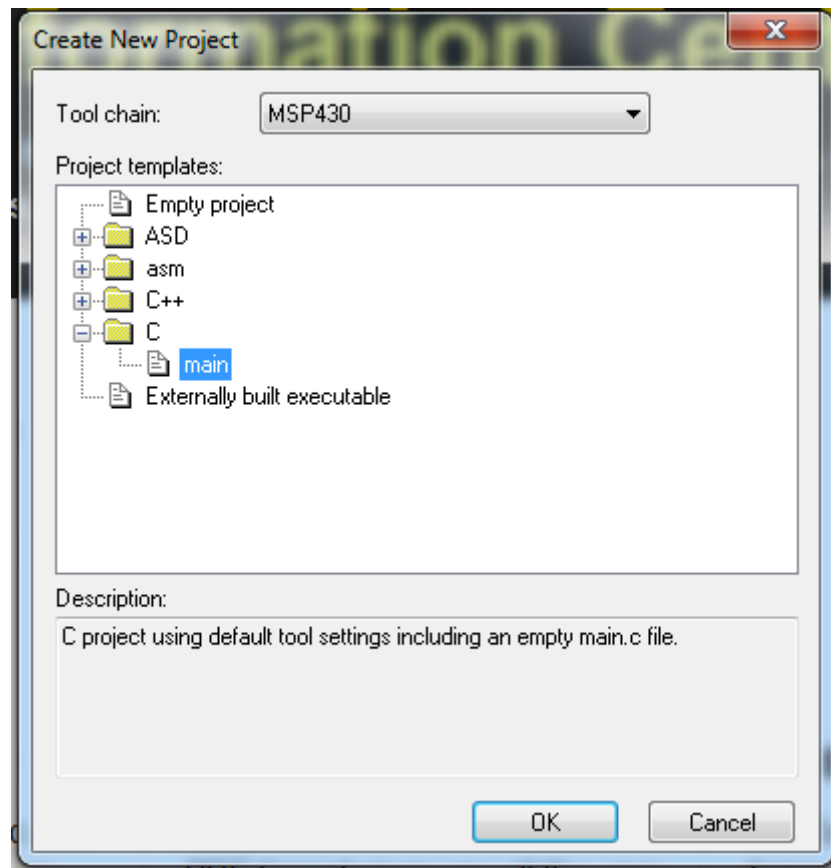 Create New Project
Tool chain: MSP430
Project templates:
Empty project
ASD
asm
C++
C
main
Externally built executable
Description:
C project using default tool settings including an empty main.c file.
OK Cancel